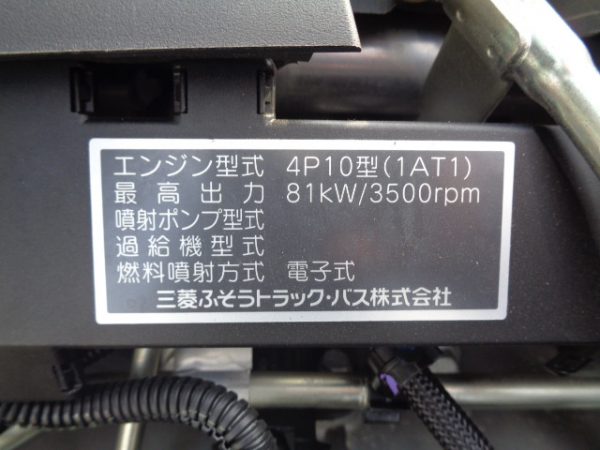 エンジン型式 4P10型(1AT1)
最高出力 81kW/3500rpm
噴射ポンプ型式
過給機型式
燃料噴射方式 電子式
三菱ふそうトラック・バス株式会社